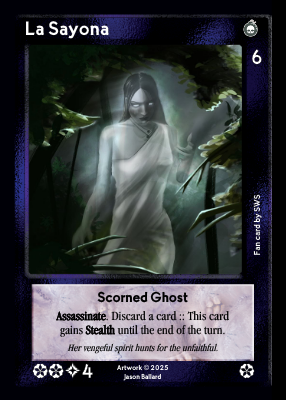 La Sayona
6
Fan card by SWS
Scorned Ghost
Assassinate. Discard a card :: This card
gains Stealth until the end of the turn.
Her vengeful spirit hunts for the unfaithful.
4
Artwork © 2025
Jason Ballard